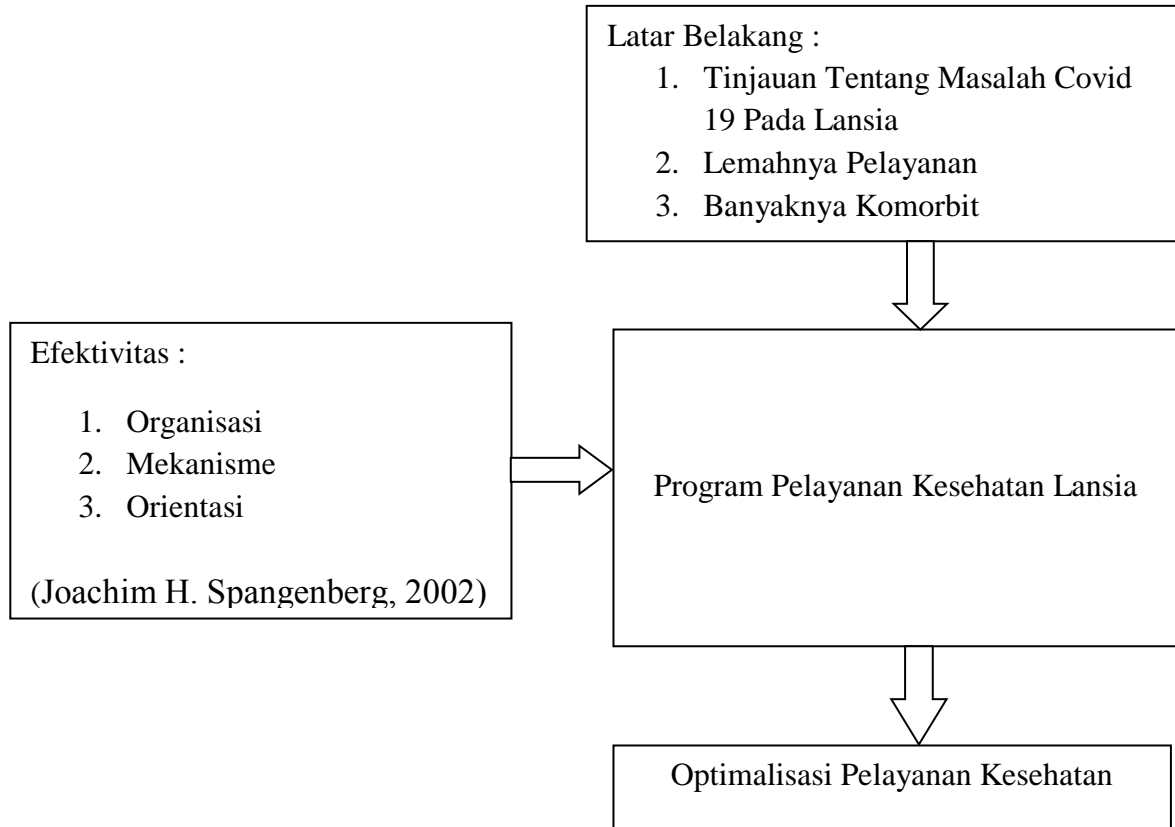 Latar Belakang :
1. Tinjauan Tentang Masalah Covid
19 Pada Lansia
2. Lemahnya Pelayanan
3. Banyaknya Komorbit
Efektivitas :
1. Organisasi
2. Mekanisme
3. Orientasi
(Joachim H. Spangenberg, 2002)
Program Pelayanan Kesehatan Lansia
Optimalisasi Pelayanan Kesehatan